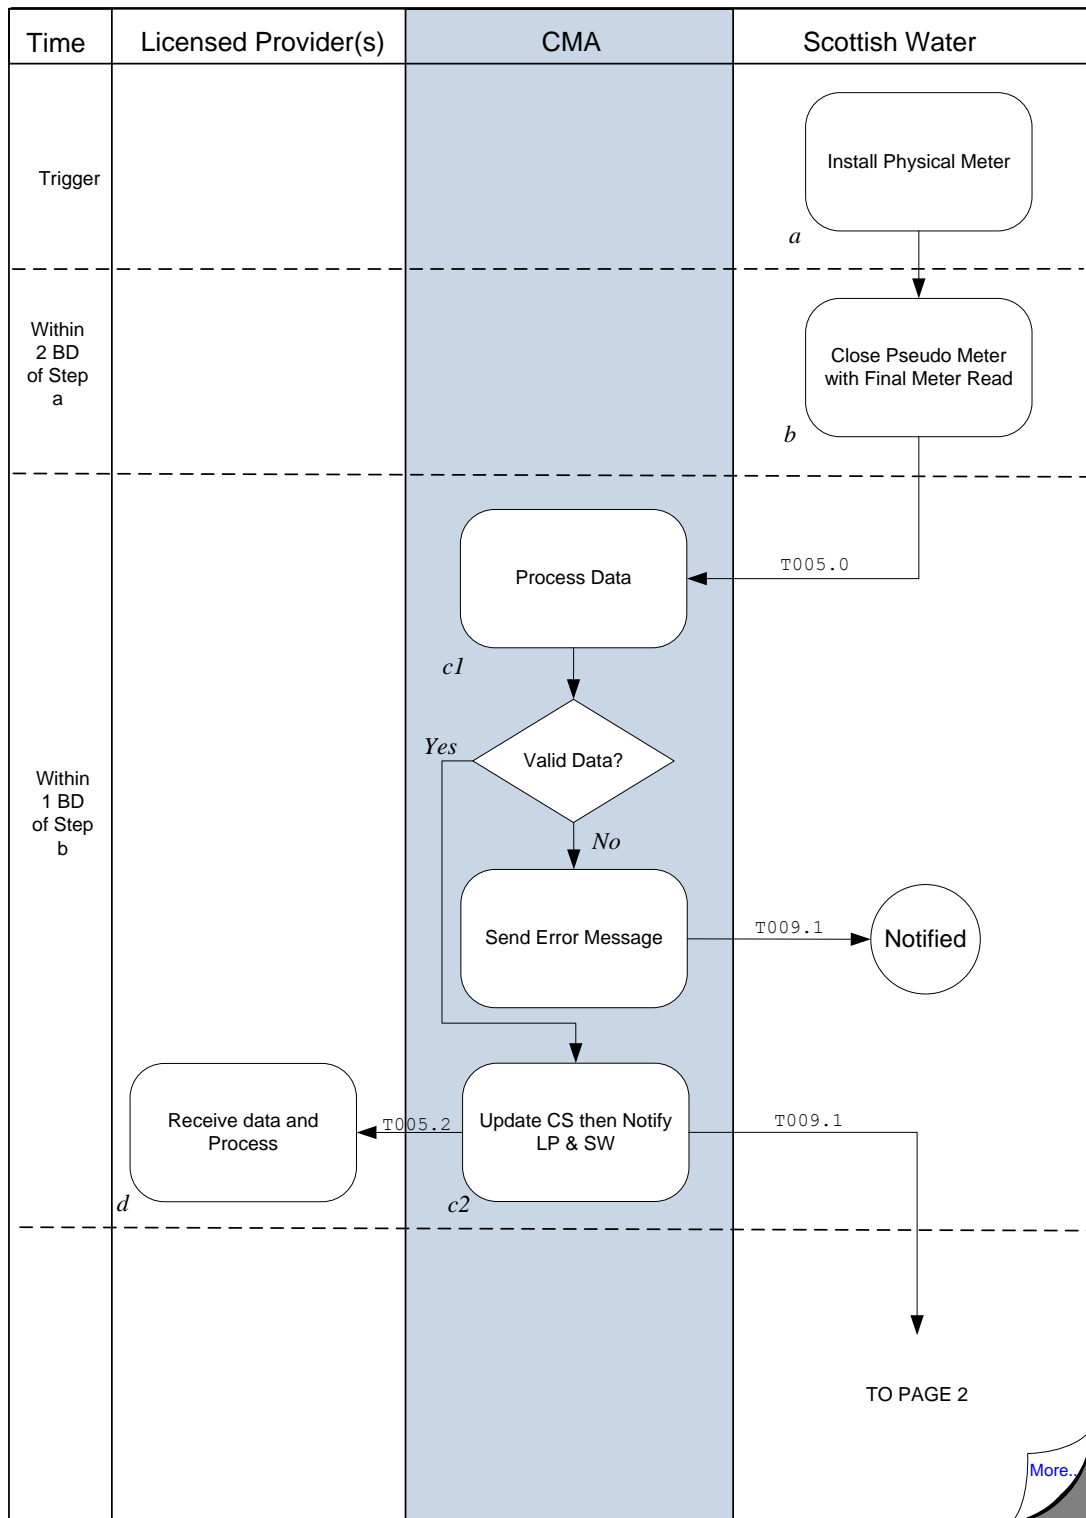 Time
Licensed Provider(s)
CMA
Scottish Water
Trigger
Install Physical Meter
a
Within
2 BD
of Step
a
Close Pseudo Meter
with Final Meter Read
b
Within
1 BD
of Step
b
Process Data
T005.0
c1
Valid Data?
Yes
No
Send Error Message
T009.1
Notified
Receive data and
Process
d
T005.2
Update CS then Notify
LP & SW
c2
T009.1
TO PAGE 2
More..